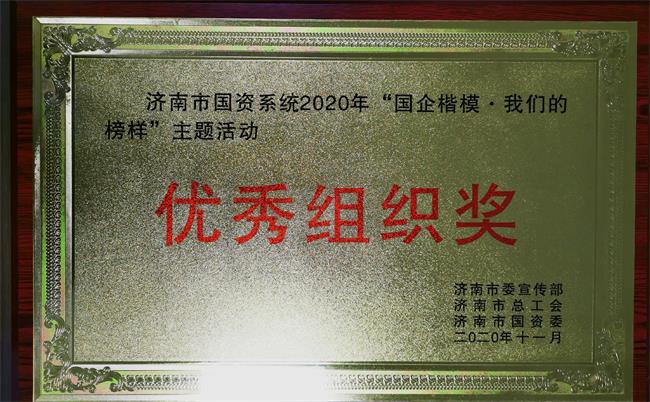 济南市国资系统2020年“国企楷模·我们的
榜样”主题活动
优秀组织奖
济南市委宣传部
济南市总工会
济南市国资委
二〇二〇年十一月